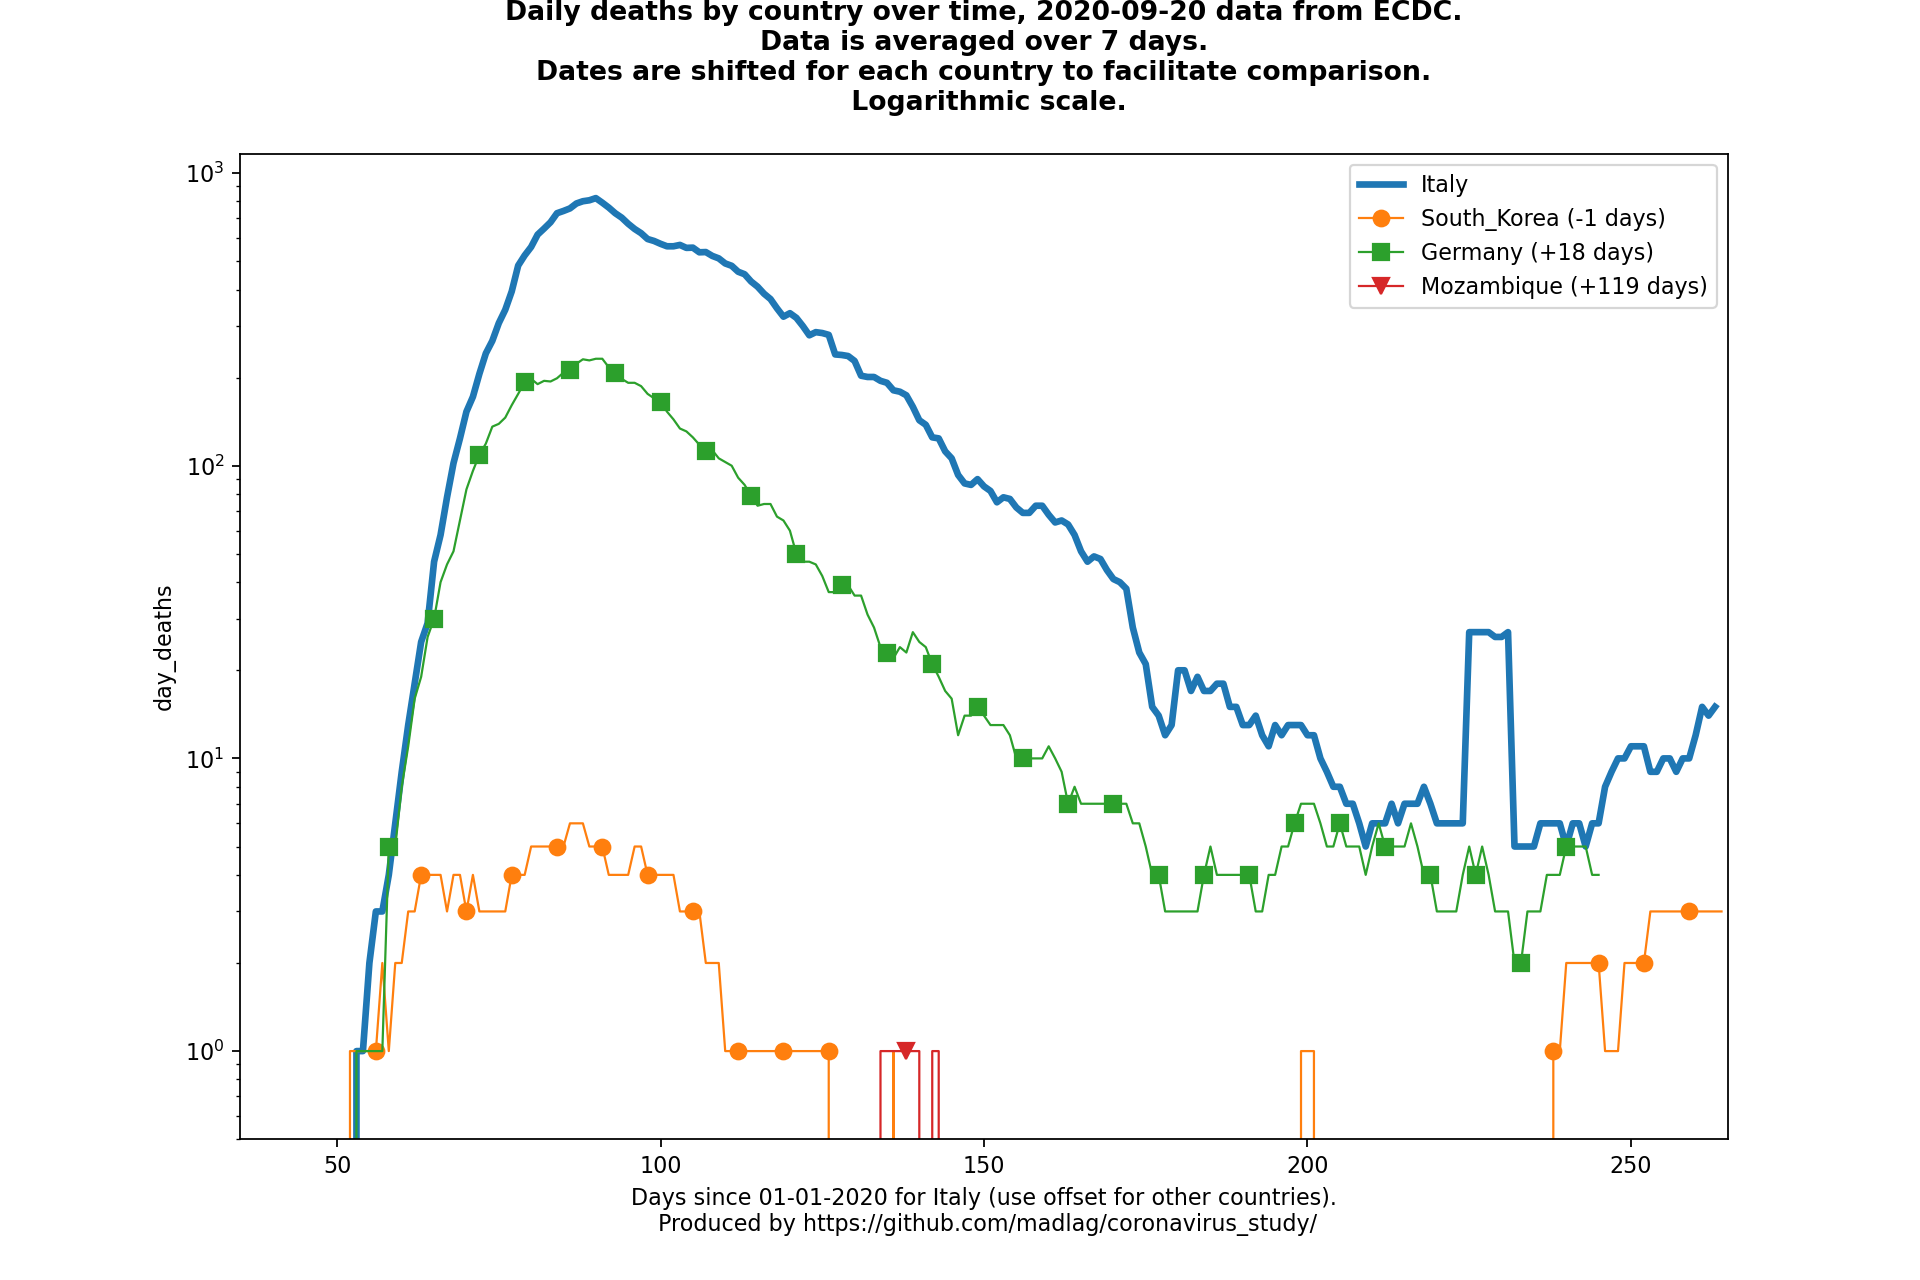 Daily deaths by country over time, 2020-09-20 data from ECDC.
Data is averaged over 7 days.
Dates are shifted for each country to facilitate comparison.
Logarithmic scale.
10³
10²
10¹
10⁰
day_deaths
Italy
South_Korea (-1 days)
Germany (+18 days)
Mozambique (+119 days)
50 100 150 200 250
Days since 01-01-2020 for Italy (use offset for other countries).
Produced by https://github.com/madlag/coronavirus_study/